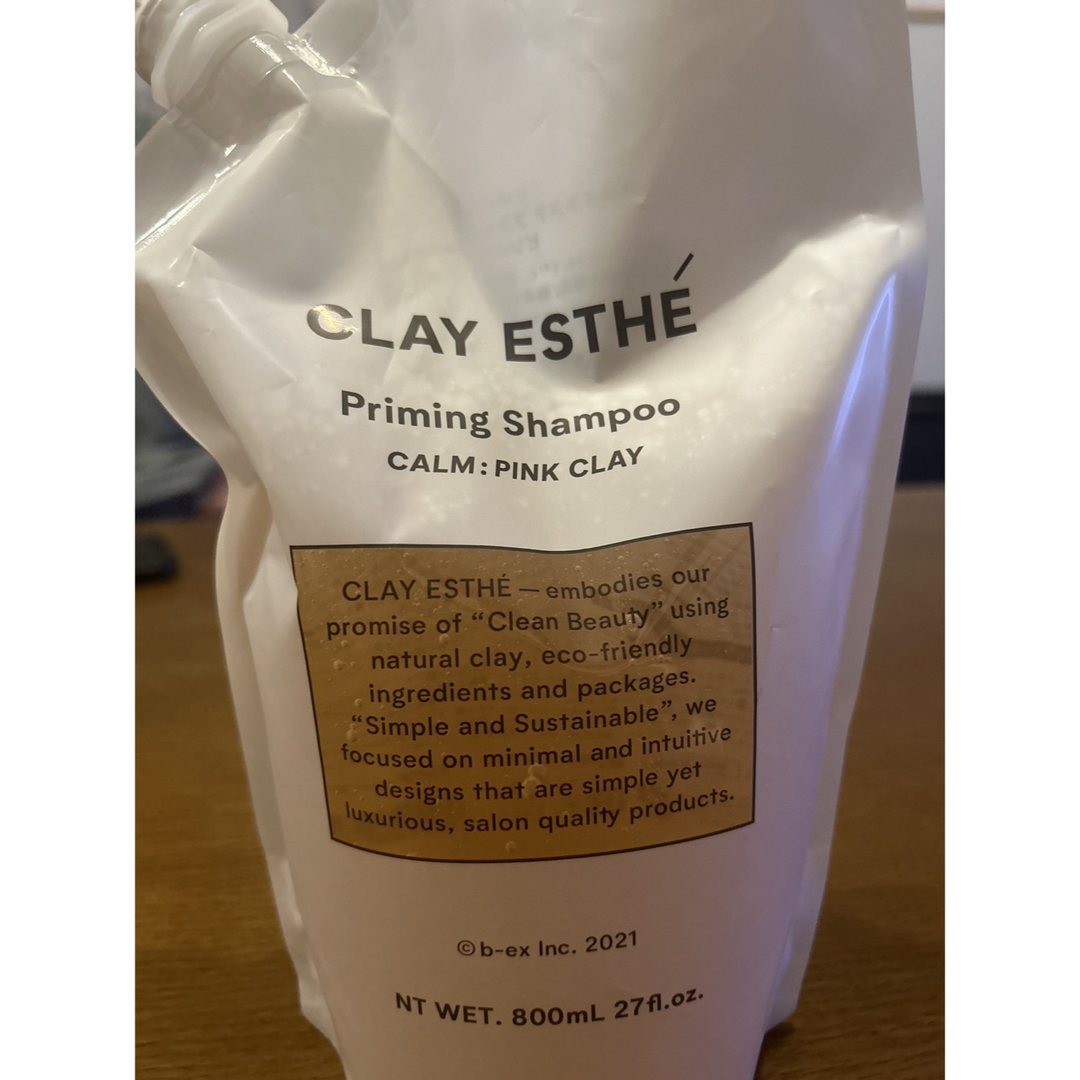 CLAY ESTHÉ
Priming Shampoo
CALM: PINK CLAY
CLAY ESTHÉ — embodies our
promise of “Clean Beauty” using
natural clay, eco-friendly
ingredients and packages.
“Simple and Sustainable”, we
focused on minimal and intuitive
designs that are simple yet
luxurious, salon quality products.
©b-ex Inc. 2021
NT WET. 800mL 27fl.oz.